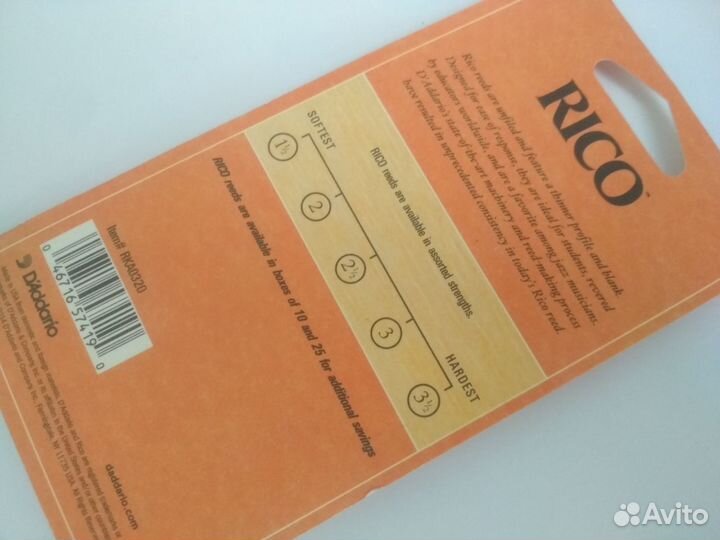 RICO™
Rico reeds are unfiled and feature a thinner profile and blank.
Designed for ease of response, they are ideal for students, revered
by educators worldwide, and are a favorite among jazz musicians.
D'Addario's state-of-the-art machinery and reed-making process
have resulted in unprecedented consistency in today's Rico reed.
RICO reeds are available in assorted strengths.
SOFTEST
HARDEST
1½
2
2½
3
3½
RICO reeds are available in boxes of 10 and 25 for additional savings
Item# RKA0320
0 46716 57419 0
D'Addario
daddario.com
Avito